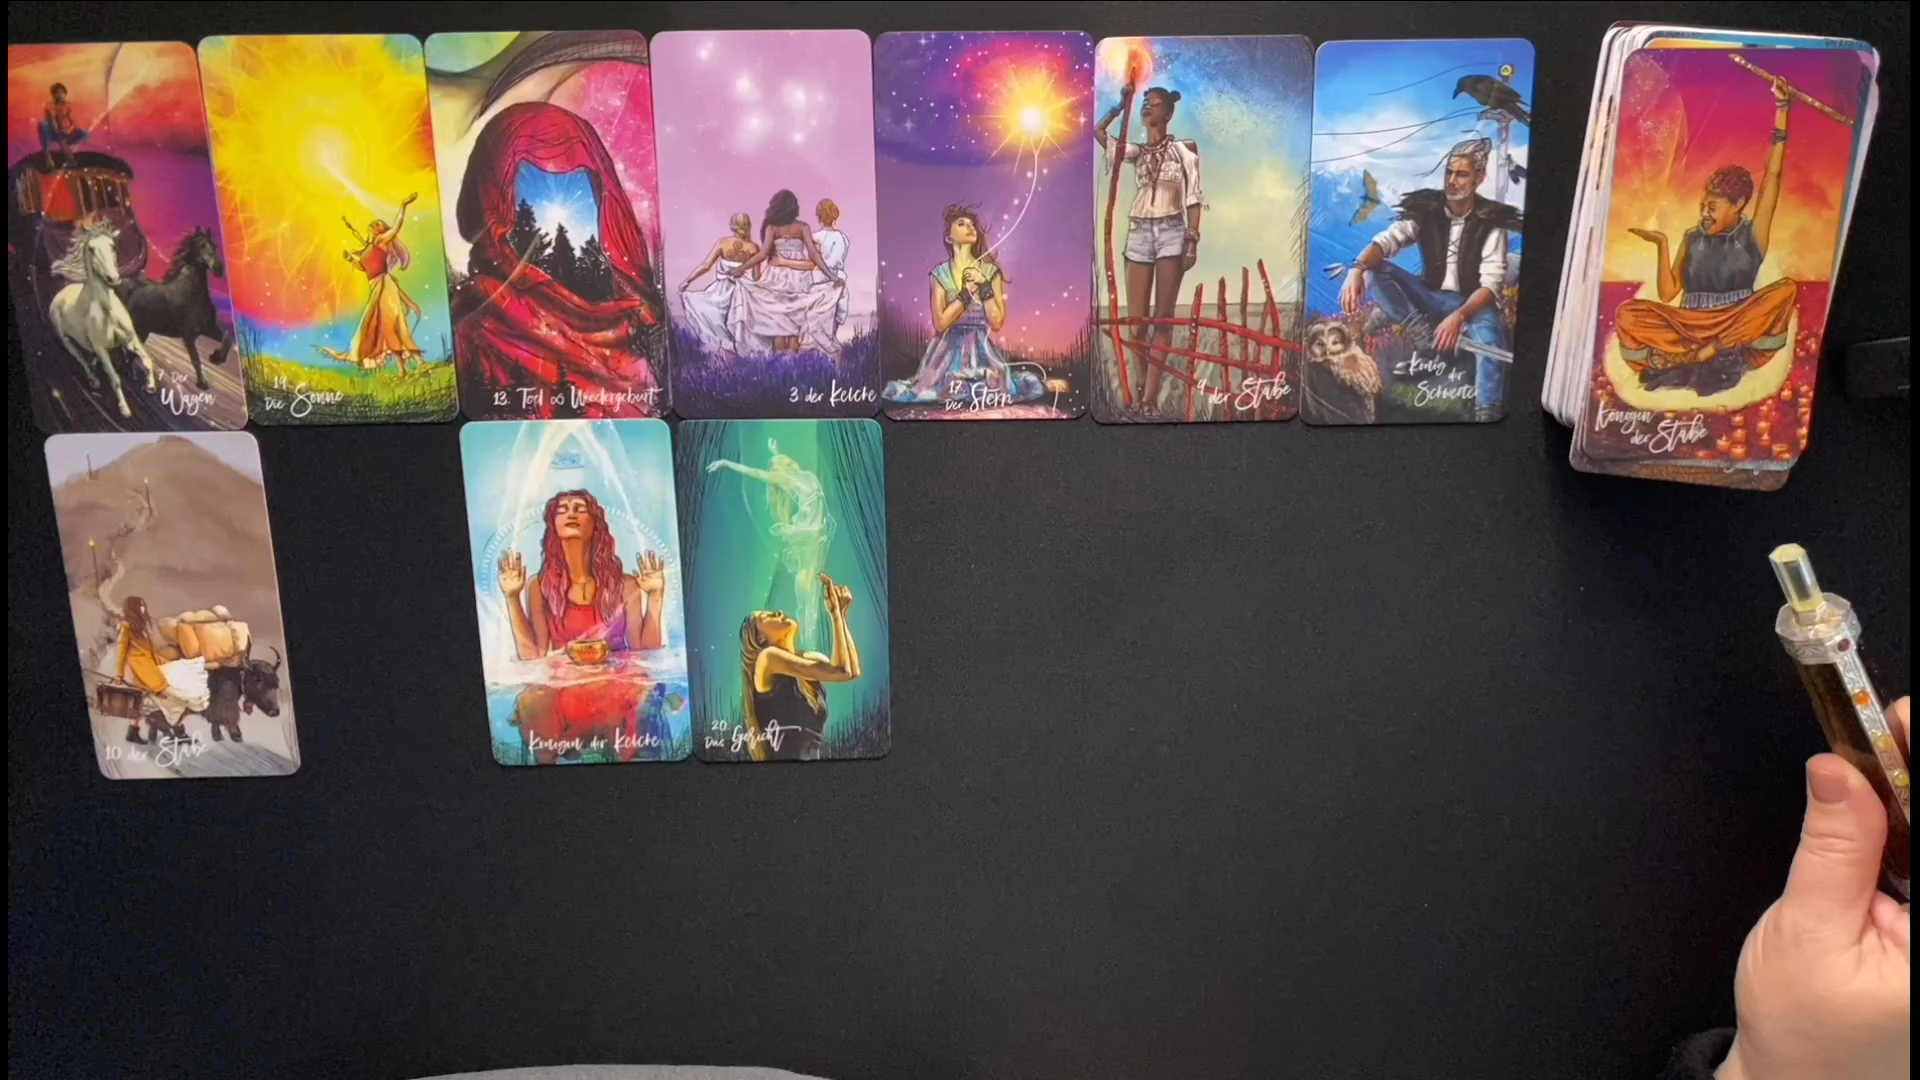 7. Der
Wagen
19.
Die Sonne
13. Tod ∞ Wiedergeburt
3 der Kelche
17.
Der Stern
9
der Stäbe
König
der
Schwerter
Königin
der Stäbe
10 der Stäbe
Königin der Kelche
20.
Das Gericht